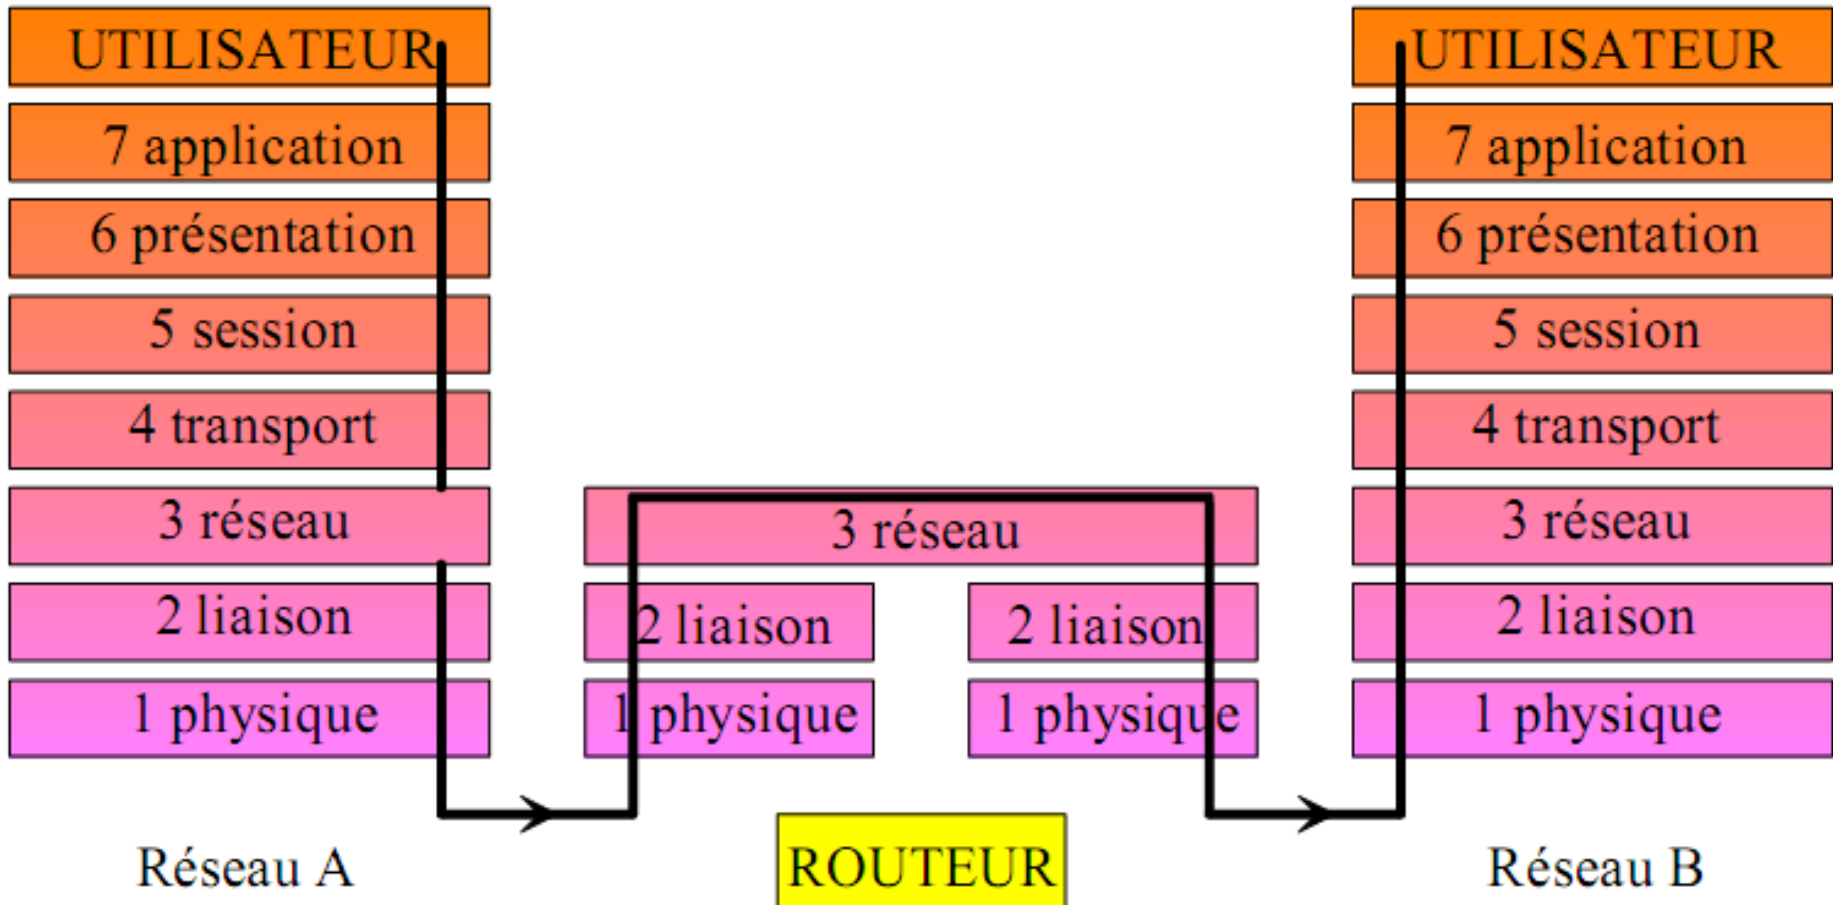 UTILISATEUR
7 application
6 présentation
5 session
4 transport
3 réseau
2 liaison
1 physique
Réseau A
3 réseau
2 liaison
2 liaison
1 physique
1 physique
ROUTEUR
UTILISATEUR
7 application
6 présentation
5 session
4 transport
3 réseau
2 liaison
1 physique
Réseau B